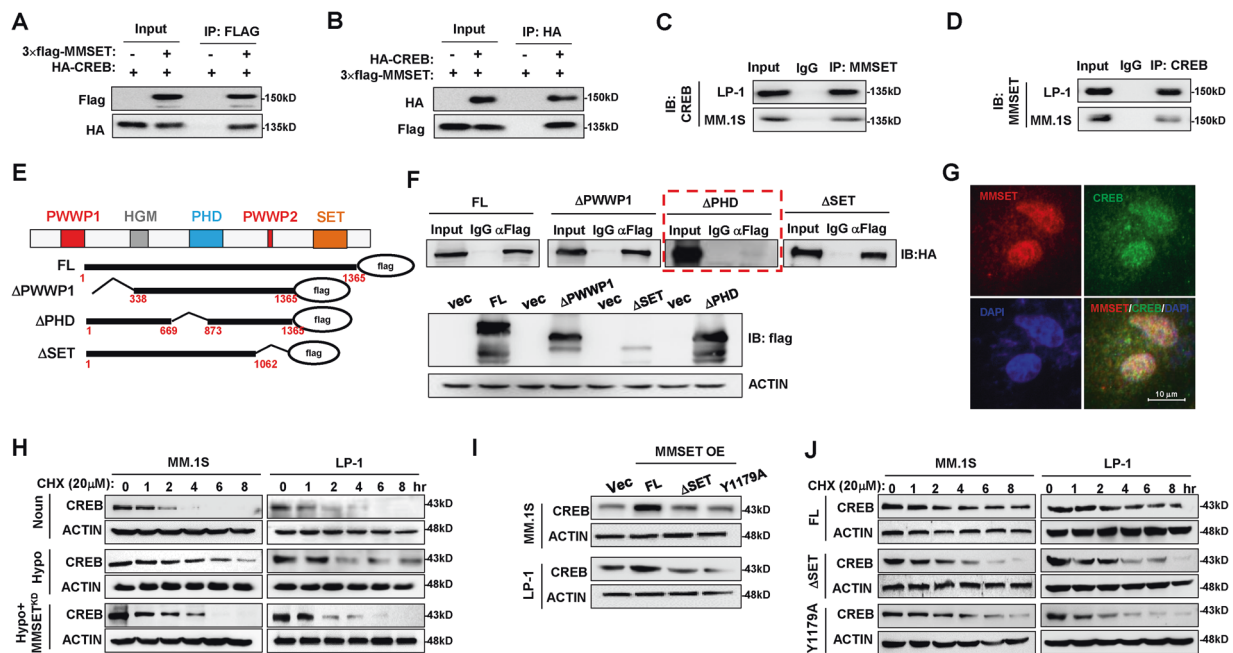 A
Input IP: FLAG
3×flag-MMSET: - + - +
HA-CREB: + + + +
Flag -150kD
HA -135kD
B
Input IP: HA
HA-CREB: - + - +
3×flag-MMSET: + + + +
HA -150kD
Flag -135kD
C
Input IgG IP: MMSET
IB: CREB
LP-1 -135kD
MM.1S -135kD
D
Input IgG IP: CREB
IB: MMSET
LP-1 -150kD
MM.1S -150kD
E
PWWP1 HGM PHD PWWP2 SET
FL 1 1365 flag
ΔPWWP1 338 1365 flag
ΔPHD 1 669 873 1365 flag
ΔSET 1 1062 flag
F
FL ΔPWWP1 ΔPHD ΔSET
Input IgG αFlag Input IgG αFlag Input IgG αFlag Input IgG αFlag
IB:HA
vec FL vec ΔPWWP1 vec ΔSET vec ΔPHD
IB: flag
ACTIN
G
MMSET CREB
DAPI MMSET/CREB/DAPI
10 μm
H
MM.1S LP-1
CHX (20μM): 0 1 2 4 6 8 0 1 2 4 6 8 hr
Noun
CREB -43kD
ACTIN -48kD
Hypo
CREB -43kD
ACTIN -48kD
Hypo+ MMSETKD
CREB -43kD
ACTIN -48kD
I
MMSET OE
Vec FL ΔSET Y1179A
MM.1S
CREB -43kD
ACTIN -48kD
LP-1
CREB -43kD
ACTIN -48kD
J
MM.1S LP-1
CHX (20μM): 0 1 2 4 6 8 0 1 2 4 6 8 hr
FL
CREB -43kD
ACTIN -48kD
ΔSET
CREB -43kD
ACTIN -48kD
Y1179A
CREB -43kD
ACTIN -48kD